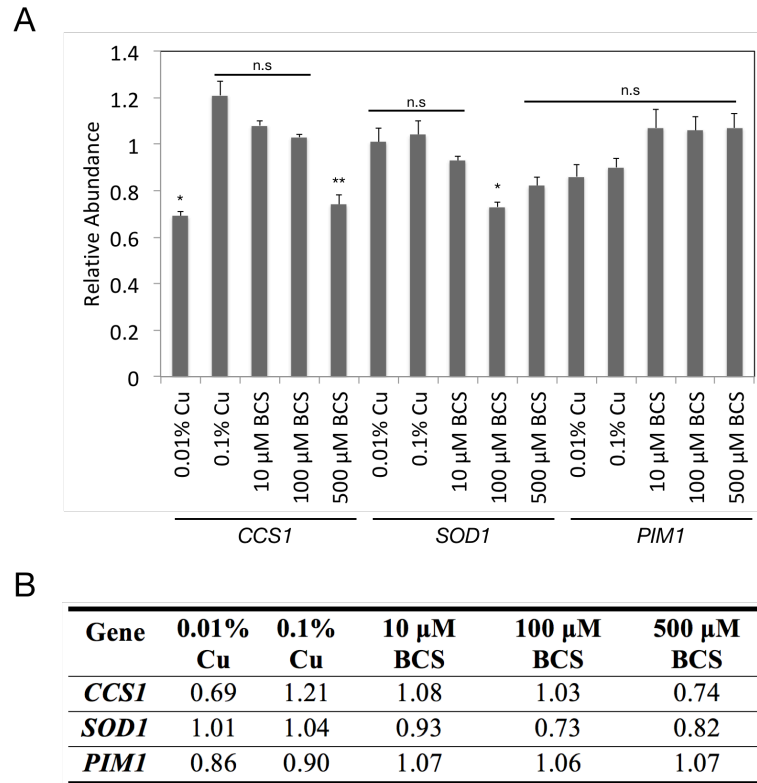 A
1.4
1.2
1
0.8
0.6
0.4
0.2
0
Relative Abundance
n.s
n.s
n.s
*
**
*
0.01% Cu
0.1% Cu
10 µM BCS
100 µM BCS
500 µM BCS
0.01% Cu
0.1% Cu
10 µM BCS
100 µM BCS
500 µM BCS
0.01% Cu
0.1% Cu
10 µM BCS
100 µM BCS
500 µM BCS
CCS1
SOD1
PIM1
B
Gene 0.01% Cu 0.1% Cu 10 µM BCS 100 µM BCS 500 µM BCS
CCS1 0.69 1.21 1.08 1.03 0.74
SOD1 1.01 1.04 0.93 0.73 0.82
PIM1 0.86 0.90 1.07 1.06 1.07